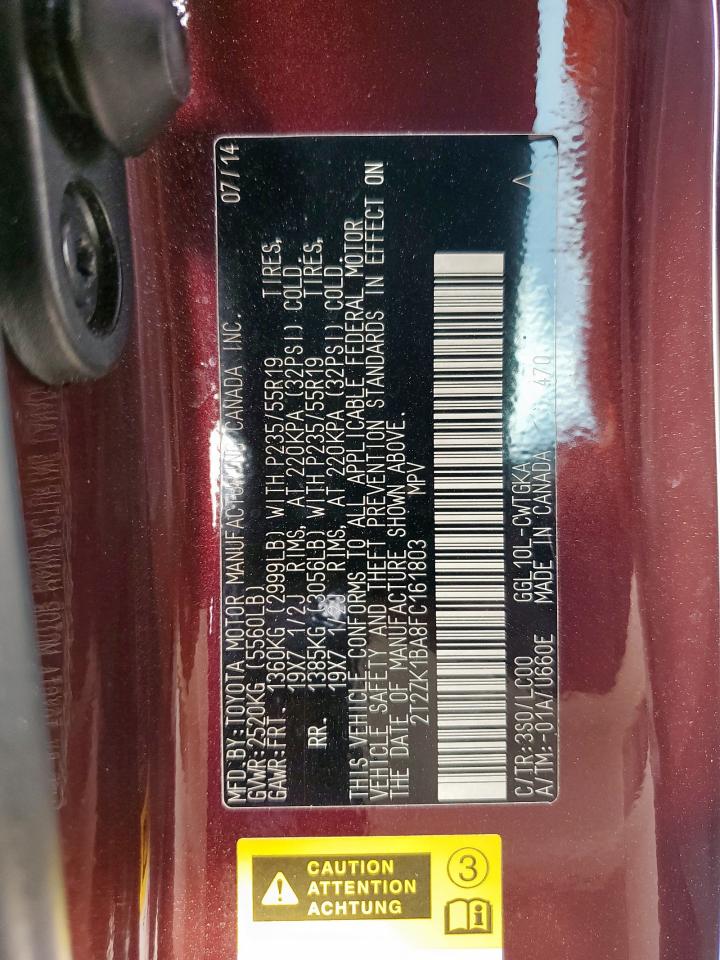 MFD. BY: TOYOTA MOTOR MANUFACTURING CANADA INC. 07/14
GVWR: 2520KG (5560LB)
GAWR: FRT. 1360KG (2999LB) WITH P235/55R19 TIRES,
19X7 1/2J RIMS, AT 220KPA (32PSI) COLD.
RR. 1385KG (3056LB) WITH P235/55R19 TIRES,
19X7 1/2J RIMS, AT 220KPA (32PSI) COLD
THIS VEHICLE CONFORMS TO ALL APPLICABLE FEDERAL MOTOR
VEHICLE SAFETY AND THEFT PREVENTION STANDARDS IN EFFECT ON
THE DATE OF MANUFACTURE SHOWN ABOVE.
2T2ZK1BA8FC161803 MPV
C/TR: 3S0/LC00 GGL10L-CWTGKA
A/TM: -01A/U660E MADE IN CANADA 470
CAUTION
ATTENTION
ACHTUNG
3